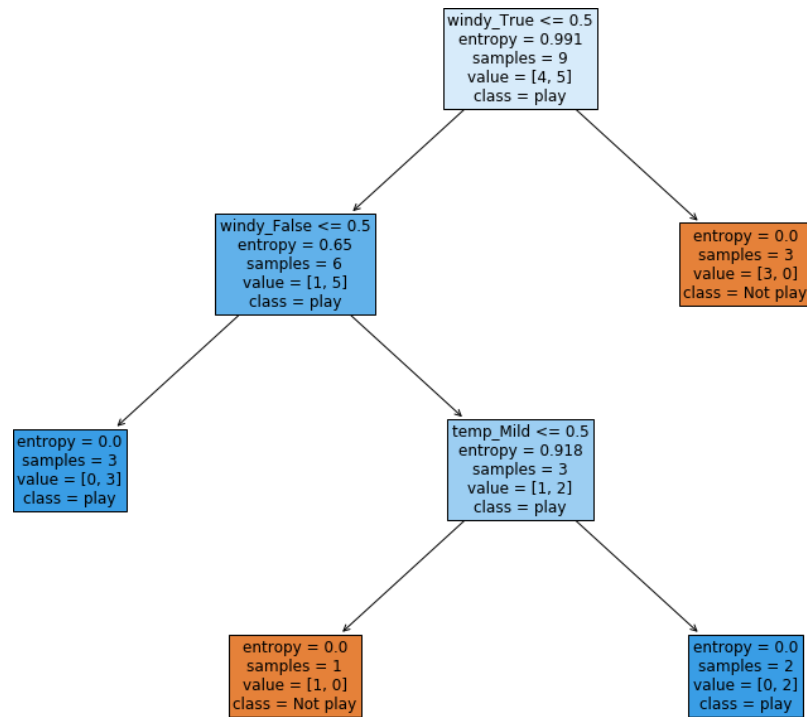 windy_True <= 0.5
entropy = 0.991
samples = 9
value = [4, 5]
class = play
windy_False <= 0.5
entropy = 0.65
samples = 6
value = [1, 5]
class = play
entropy = 0.0
samples = 3
value = [3, 0]
class = Not play
entropy = 0.0
samples = 3
value = [0, 3]
class = play
temp_Mild <= 0.5
entropy = 0.918
samples = 3
value = [1, 2]
class = play
entropy = 0.0
samples = 1
value = [1, 0]
class = Not play
entropy = 0.0
samples = 2
value = [0, 2]
class = play